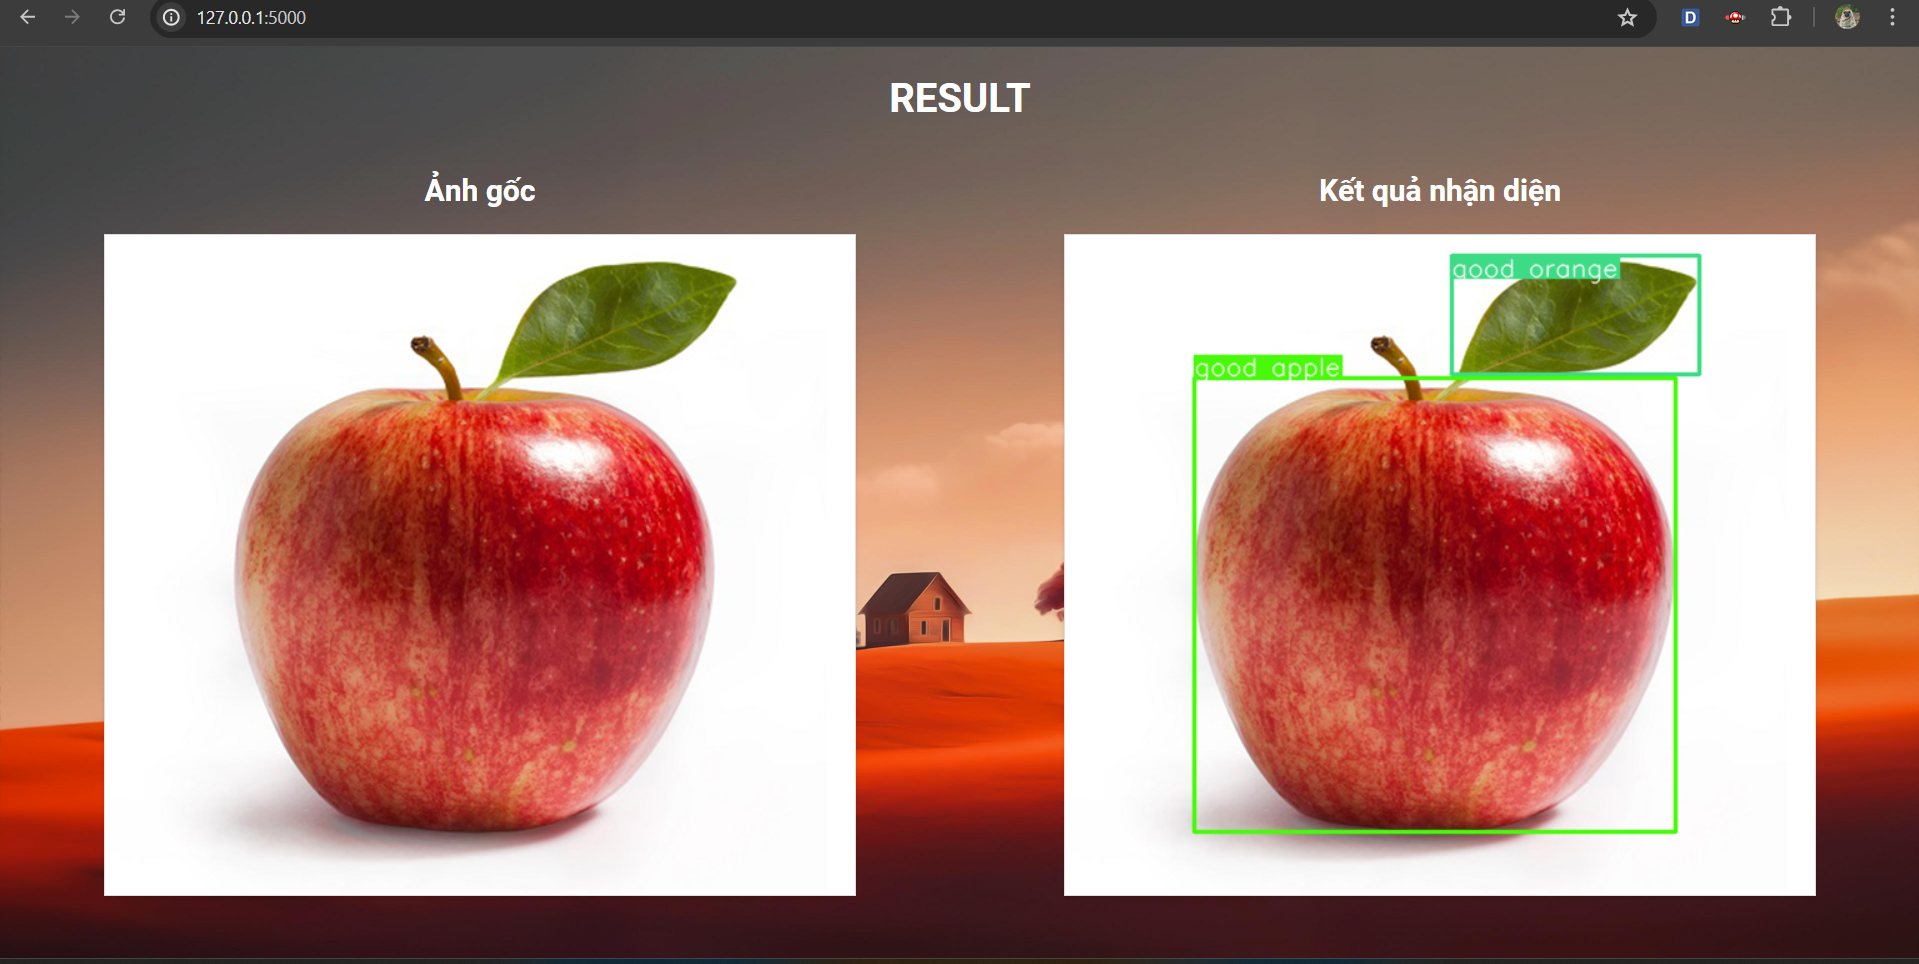 127.0.0.1:5000
D
RESULT
Ảnh gốc
Kết quả nhận diện
good orange
good apple